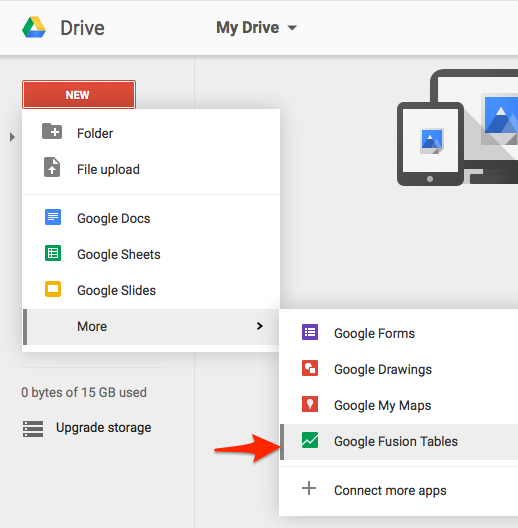 Drive
My Drive
NEW
Folder
File upload
Google Docs
Google Sheets
Google Slides
More
Google Forms
Google Drawings
Google My Maps
Google Fusion Tables
Connect more apps
0 bytes of 15 GB used
Upgrade storage